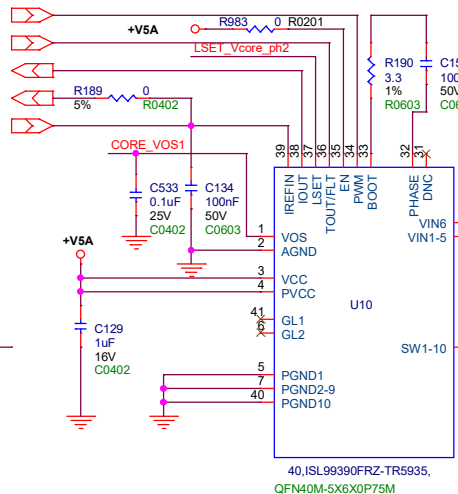 R983 0 R0201
+V5A
LSET_Vcore_ph2
R190
3.3
1%
R0603
C15
100
50V
C06
R189 0
5% R0402
CORE_VOS1
39 38 37 36 35 34 33 32 31
IREFIN IOUT LSET TOUT/FLT EN PWM BOOT PHASE DNC
C533
0.1uF
25V
C0402
C134
100nF
50V
C0603
VIN6
VIN1-5
1 VOS
2 AGND
+V5A
3 VCC
4 PVCC
U10
41 GL1
6 GL2
C129
1uF
16V
C0402
SW1-10
5 PGND1
7 PGND2-9
40 PGND10
40,ISL99390FRZ-TR5935,
QFN40M-5X6X0P75M